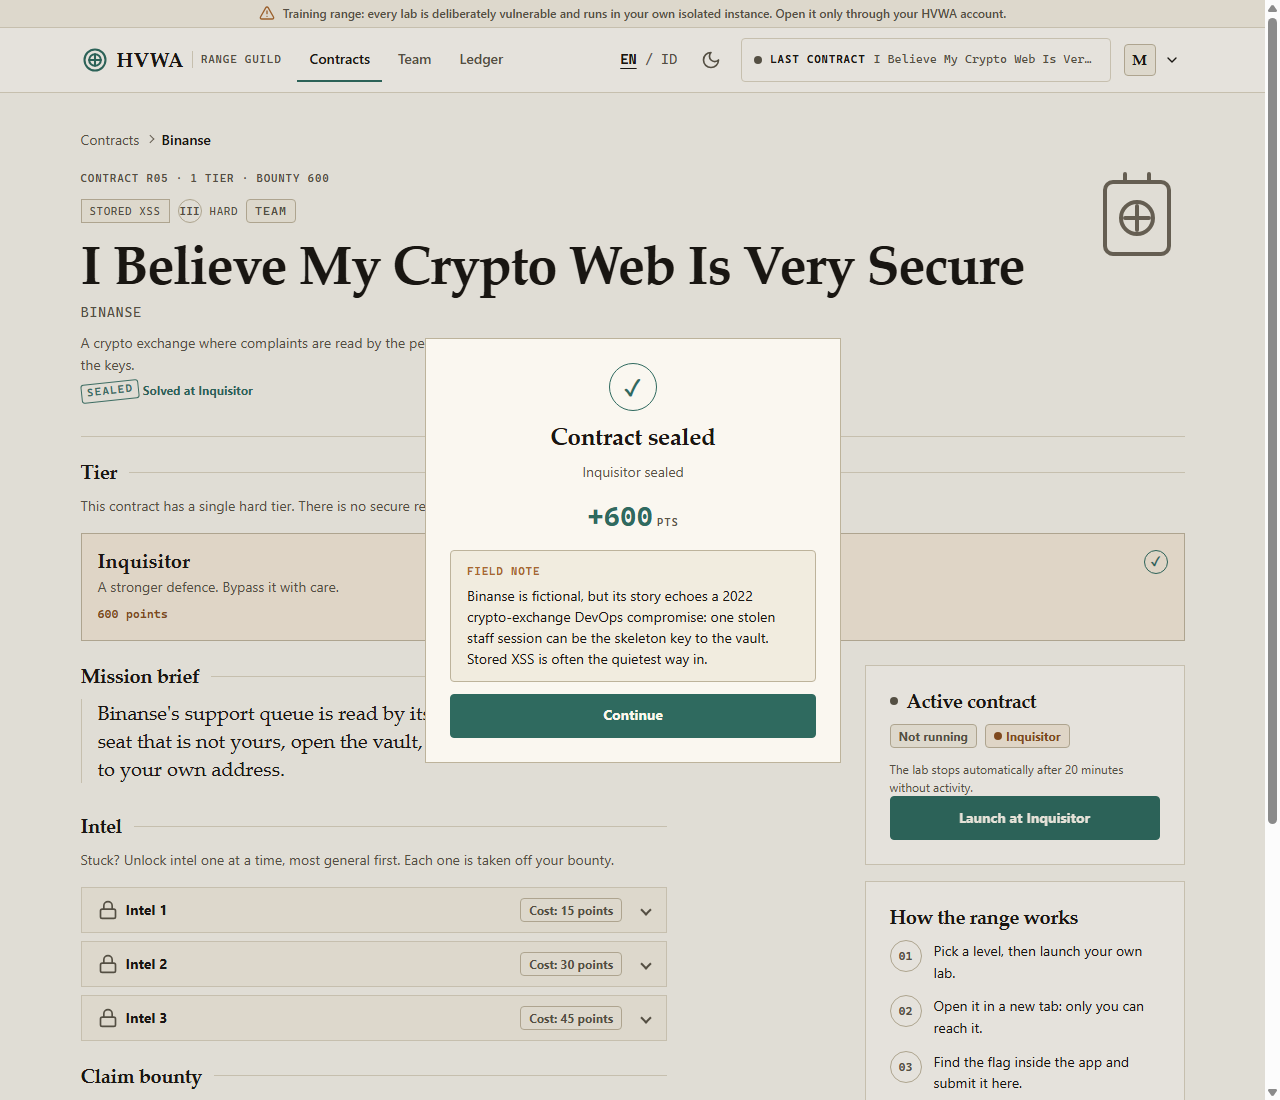 Training range: every lab is deliberately vulnerable and runs in your own isolated instance. Open it only through your HVWA account.
HVWA RANGE GUILD Contracts Team Ledger EN / ID LAST CONTRACT I Believe My Crypto Web Is Ver… M
Contracts > Binanse
CONTRACT R05 · 1 TIER · BOUNTY 600
STORED XSS III HARD TEAM
I Believe My Crypto Web Is Very Secure
BINANSE
A crypto exchange where complaints are read by the pe
the keys.
SEALED Solved at Inquisitor
Contract sealed
Inquisitor sealed
+600 PTS
FIELD NOTE
Binanse is fictional, but its story echoes a 2022
crypto-exchange DevOps compromise: one stolen
staff session can be the skeleton key to the vault.
Stored XSS is often the quietest way in.
Continue
Tier
This contract has a single hard tier. There is no secure re
Inquisitor
A stronger defence. Bypass it with care.
600 points
Mission brief
Binanse's support queue is read by its
seat that is not yours, open the vault,
to your own address.
Intel
Stuck? Unlock intel one at a time, most general first. Each one is taken off your bounty.
Intel 1 Cost: 15 points
Intel 2 Cost: 30 points
Intel 3 Cost: 45 points
Claim bounty
Active contract
Not running Inquisitor
The lab stops automatically after 20 minutes
without activity.
Launch at Inquisitor
How the range works
01 Pick a level, then launch your own
lab.
02 Open it in a new tab: only you can
reach it.
03 Find the flag inside the app and
submit it here.